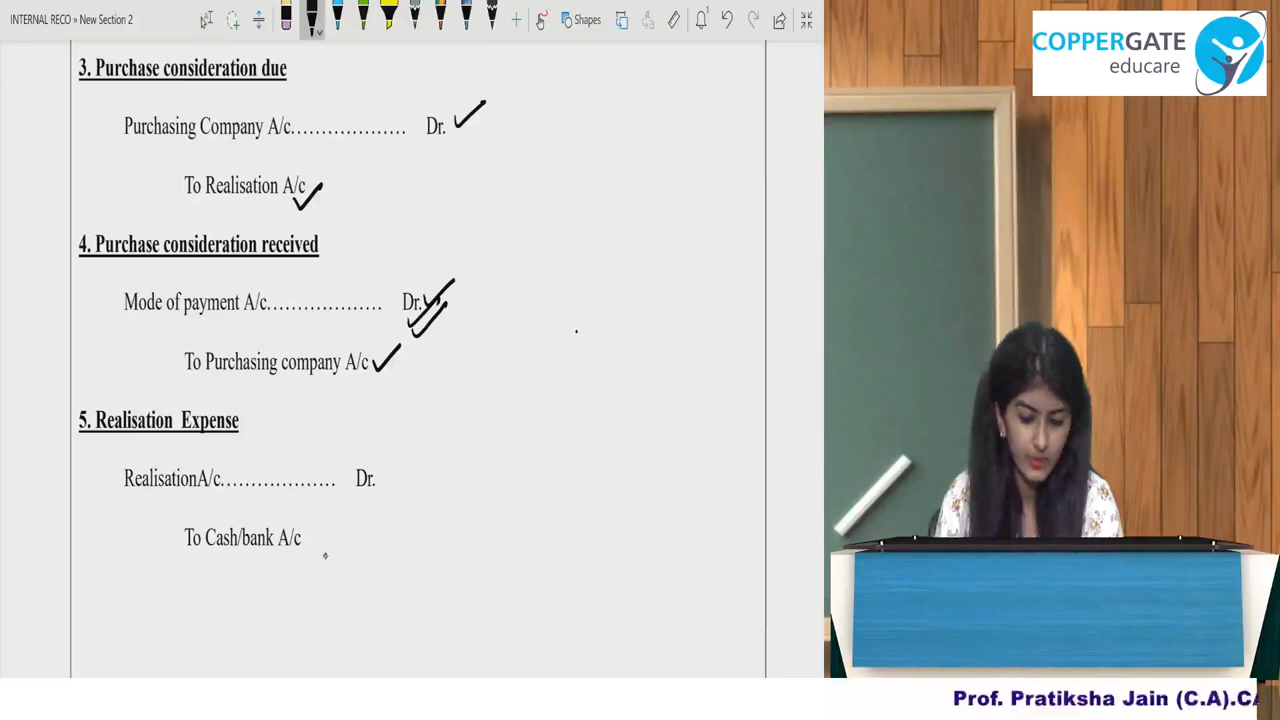 INTERNAL RECO » New Section 2
Shapes
COPPERGATE
educare
3. Purchase consideration due
Purchasing Company A/c................... Dr.
To Realisation A/c
4. Purchase consideration received
Mode of payment A/c................... Dr.
To Purchasing company A/c
5. Realisation Expense
RealisationA/c................... Dr.
To Cash/bank A/c
Prof. Pratiksha Jain (C.A).CA